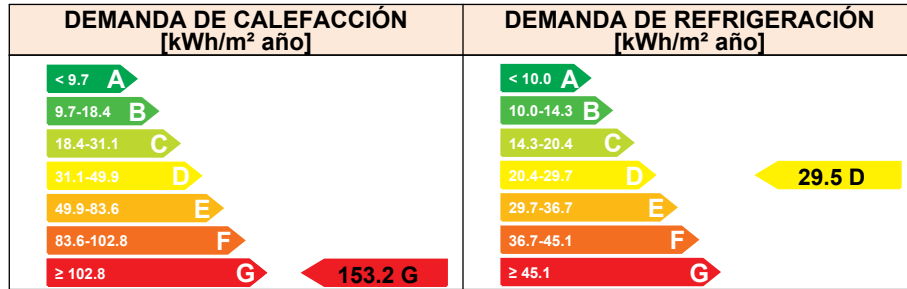 DEMANDA DE CALEFACCIÓN
[kWh/m² año]
< 9.7 A
9.7-18.4 B
18.4-31.1 C
31.1-49.9 D
49.9-83.6 E
83.6-102.8 F
≥ 102.8 G
153.2 G
DEMANDA DE REFRIGERACIÓN
[kWh/m² año]
< 10.0 A
10.0-14.3 B
14.3-20.4 C
20.4-29.7 D
29.5 D
29.7-36.7 E
36.7-45.1 F
≥ 45.1 G